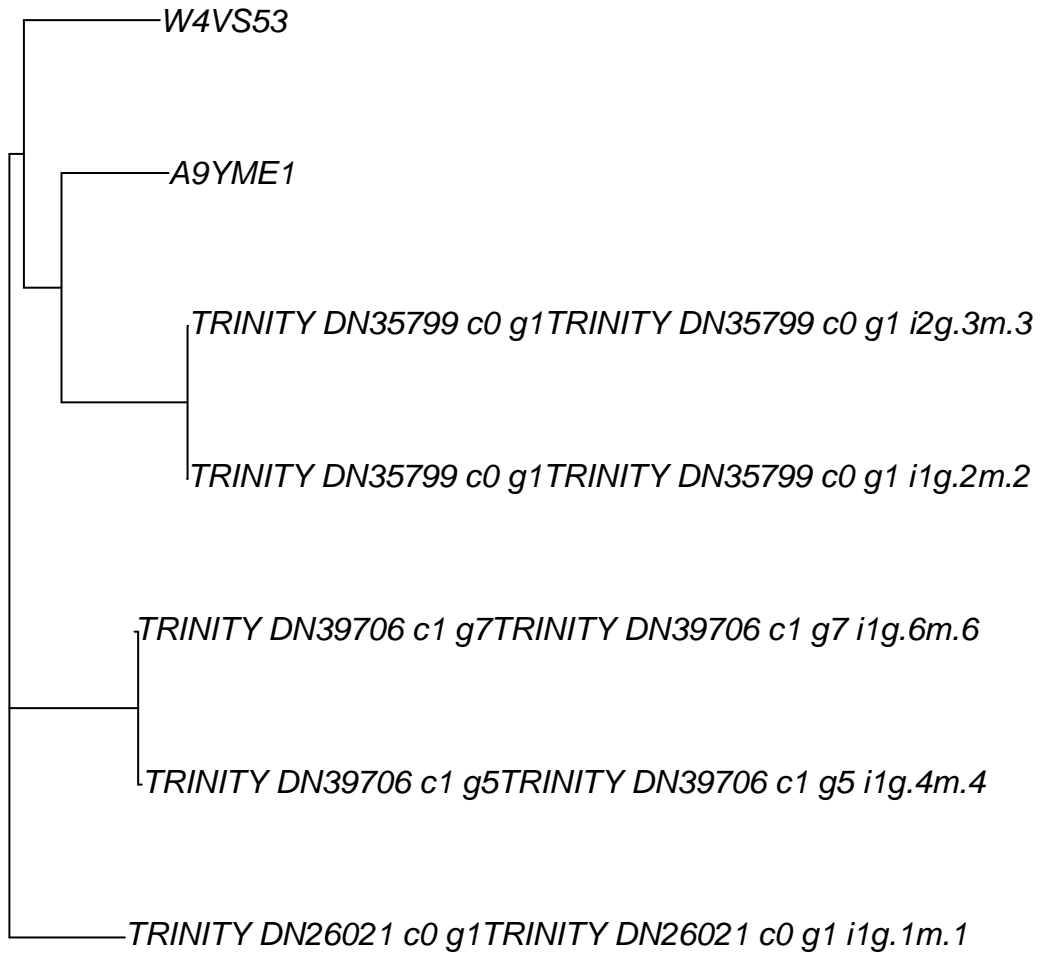 W4VS53
A9YME1
TRINITY DN35799 c0 g1TRINITY DN35799 c0 g1 i2g.3m.3
TRINITY DN35799 c0 g1TRINITY DN35799 c0 g1 i1g.2m.2
TRINITY DN39706 c1 g7TRINITY DN39706 c1 g7 i1g.6m.6
TRINITY DN39706 c1 g5TRINITY DN39706 c1 g5 i1g.4m.4
TRINITY DN26021 c0 g1TRINITY DN26021 c0 g1 i1g.1m.1